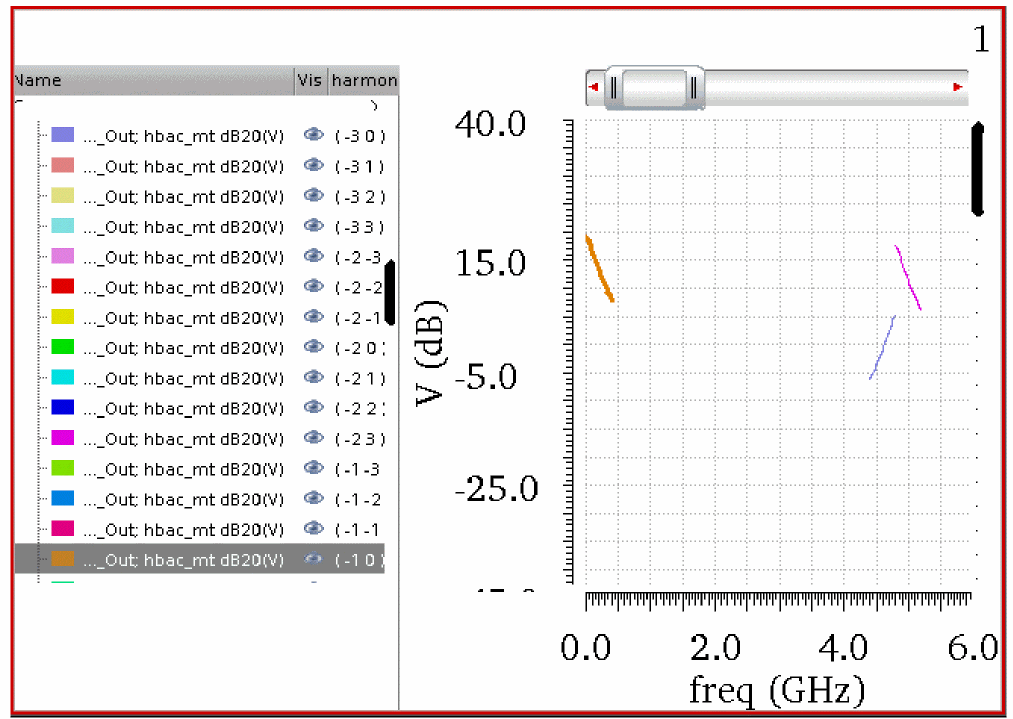 1
Name Vis harmon
..._Out; hbac_mt dB20(V) (-3 0)
..._Out; hbac_mt dB20(V) (-3 1)
..._Out; hbac_mt dB20(V) (-3 2)
..._Out; hbac_mt dB20(V) (-3 3)
..._Out; hbac_mt dB20(V) (-2 -3
..._Out; hbac_mt dB20(V) (-2 -2
..._Out; hbac_mt dB20(V) (-2 -1
..._Out; hbac_mt dB20(V) (-2 0)
..._Out; hbac_mt dB20(V) (-2 1)
..._Out; hbac_mt dB20(V) (-2 2)
..._Out; hbac_mt dB20(V) (-2 3)
..._Out; hbac_mt dB20(V) (-1 -3
..._Out; hbac_mt dB20(V) (-1 -2
..._Out; hbac_mt dB20(V) (-1 -1
..._Out; hbac_mt dB20(V) (-1 0)
V (dB)
40.0
15.0
-5.0
-25.0
0.0 2.0 4.0 6.0
freq (GHz)